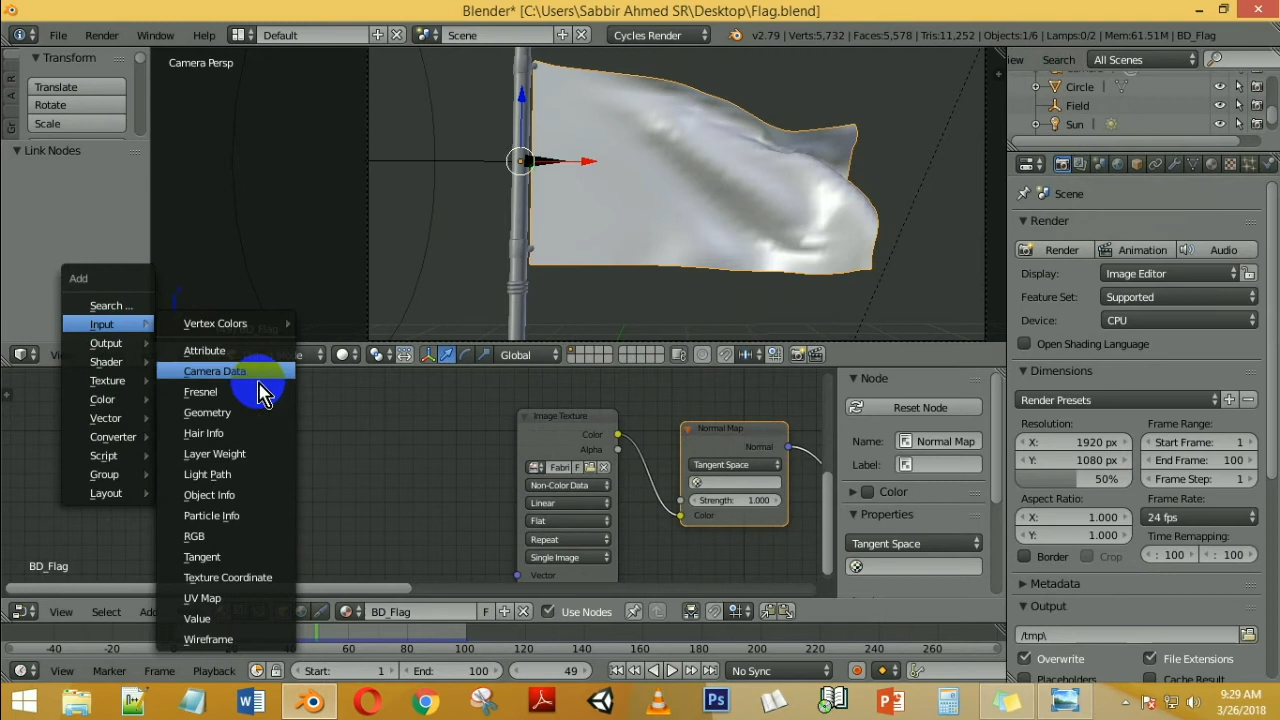 Blender* [C:\Users\Sabbir Ahmed SR\Desktop\Flag.blend]
File Render Window Help Default Scene Cycles Render v2.79 | Verts:5,732 | Faces:5,578 | Tris:11,252 | Objects:1/6 | Lamps:0/2 | Mem:61.51M | BD_Flag
Transform
Translate
Rotate
Scale
Link Nodes
Camera Persp
iew Search All Scenes
Circle
Field
Sun
Scene
Render
Render Animation Audio
Display: Image Editor
Feature Set: Supported
Device: CPU
Open Shading Language
Dimensions
Render Presets
Resolution: Frame Range:
X: 1920 px Start Frame: 1
Y: 1080 px End Frame: 100
50% Frame Step: 1
Aspect Ratio: Frame Rate:
X: 1.000 24 fps
Y: 1.000 Time Remapping:
Border Crop : 100 : 100
Metadata
Output
/tmp\
Overwrite File Extensions
Placeholders Cache Result
Add
Search ...
Input
Output
Shader
Texture
Color
Vector
Converter
Script
Group
Layout
Vertex Colors
Attribute
Camera Data
Fresnel
Geometry
Hair Info
Layer Weight
Light Path
Object Info
Particle Info
RGB
Tangent
Texture Coordinate
UV Map
Value
Wireframe
Global
Image Texture
Color
Alpha
Fabri F
Non-Color Data
Linear
Flat
Repeat
Single Image
Vector
Normal Map
Normal
Tangent Space
Strength: 1.000
Color
Node
Reset Node
Name: Normal Map
Label:
Color
Properties
Tangent Space
BD_Flag
View Select BD_Flag F Use Nodes
-40 -20 0 20 40 60 80 100 120 140 160 180 200 220 240 260
View Marker Frame Playback Start: 1 End: 100 49 No Sync
9:29 AM
3/26/2018